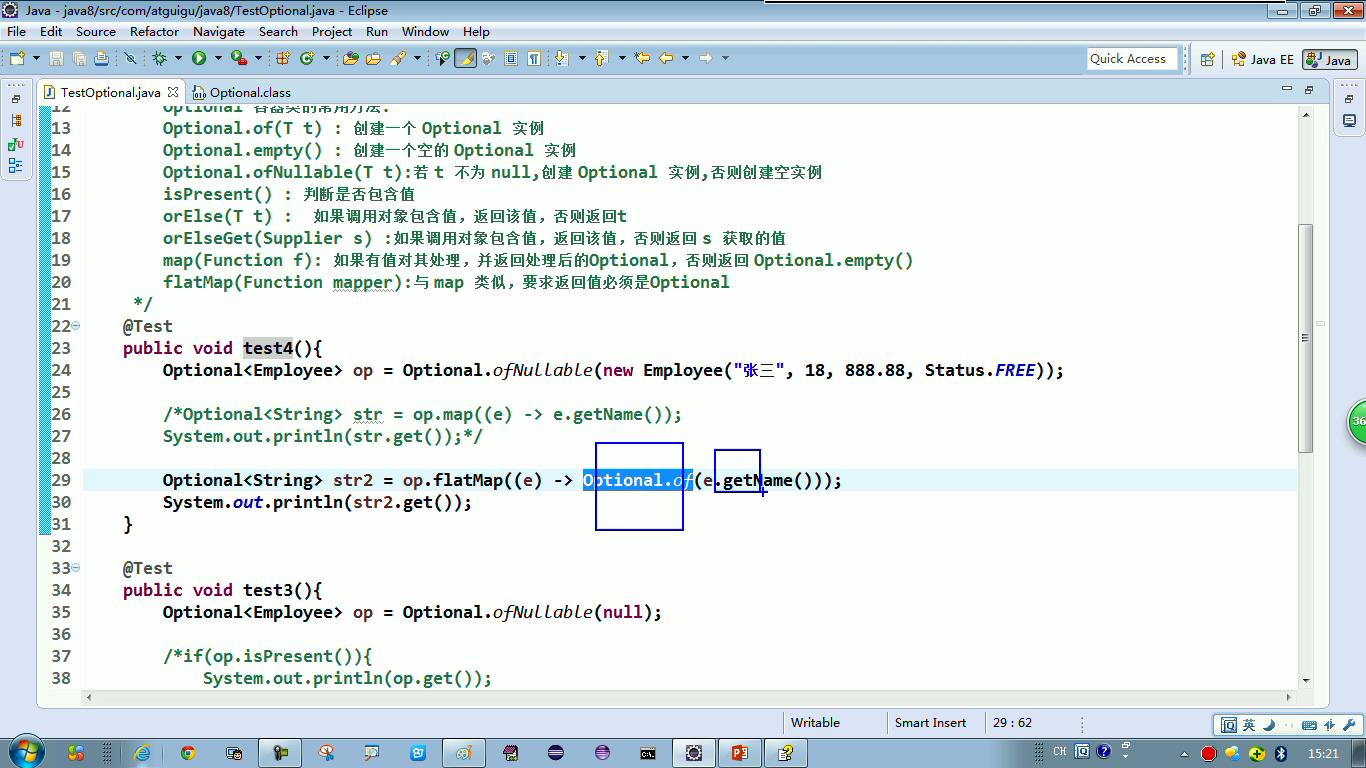 Java - java8/src/com/atguigu/java8/TestOptional.java - Eclipse
File Edit Source Refactor Navigate Search Project Run Window Help
Quick Access Java EE Java
TestOptional.java Optional.class
12 Optional 容器类的常用方法:
13 Optional.of(T t) : 创建一个 Optional 实例
14 Optional.empty() : 创建一个空的 Optional 实例
15 Optional.ofNullable(T t):若 t 不为 null,创建 Optional 实例,否则创建空实例
16 isPresent() : 判断是否包含值
17 orElse(T t) : 如果调用对象包含值，返回该值，否则返回t
18 orElseGet(Supplier s) :如果调用对象包含值，返回该值，否则返回 s 获取的值
19 map(Function f): 如果有值对其处理，并返回处理后的Optional，否则返回 Optional.empty()
20 flatMap(Function mapper):与 map 类似，要求返回值必须是Optional
21 */
22 @Test
23 public void test4(){
24 Optional<Employee> op = Optional.ofNullable(new Employee("张三", 18, 888.88, Status.FREE));
25
26 /*Optional<String> str = op.map((e) -> e.getName());
27 System.out.println(str.get());*/
28
29 Optional<String> str2 = op.flatMap((e) -> Optional.of(e.getName()));
30 System.out.println(str2.get());
31 }
32
33 @Test
34 public void test3(){
35 Optional<Employee> op = Optional.ofNullable(null);
36
37 /*if(op.isPresent()){
38 System.out.println(op.get());
36
Writable Smart Insert 29 : 62
英
CH 15:21